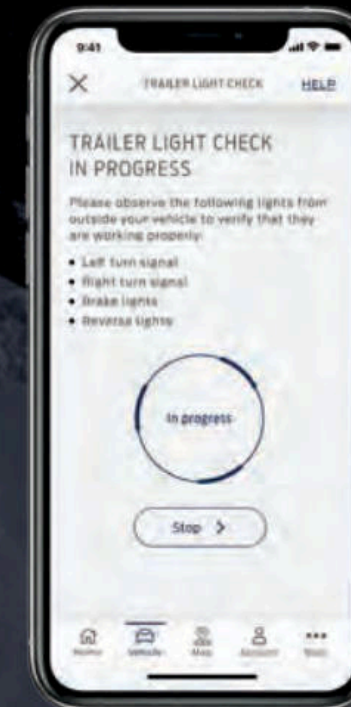 9:41
TRAILER LIGHT CHECK HELP
TRAILER LIGHT CHECK
IN PROGRESS
Please observe the following lights from
outside your vehicle to verify that they
are working properly:
• Left turn signal
• Right turn signal
• Brake lights
• Reverse lights
In progress
Stop
Home Vehicle Map Account More